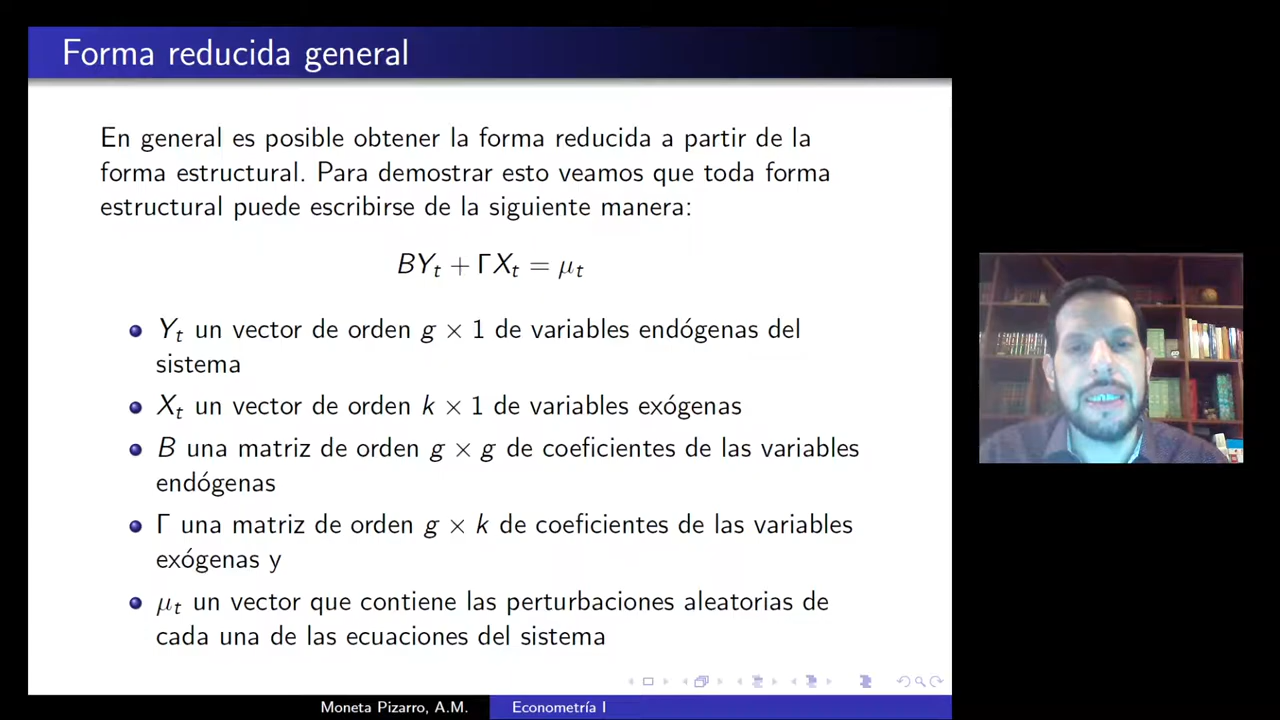 Forma reducida general
En general es posible obtener la forma reducida a partir de la
forma estructural. Para demostrar esto veamos que toda forma
estructural puede escribirse de la siguiente manera:
BYₜ + ΓXₜ = μₜ
Yₜ un vector de orden g × 1 de variables endógenas del
sistema
Xₜ un vector de orden k × 1 de variables exógenas
B una matriz de orden g × g de coeficientes de las variables
endógenas
Γ una matriz de orden g × k de coeficientes de las variables
exógenas y
μₜ un vector que contiene las perturbaciones aleatorias de
cada una de las ecuaciones del sistema
Moneta Pizarro, A.M.
Econometría I